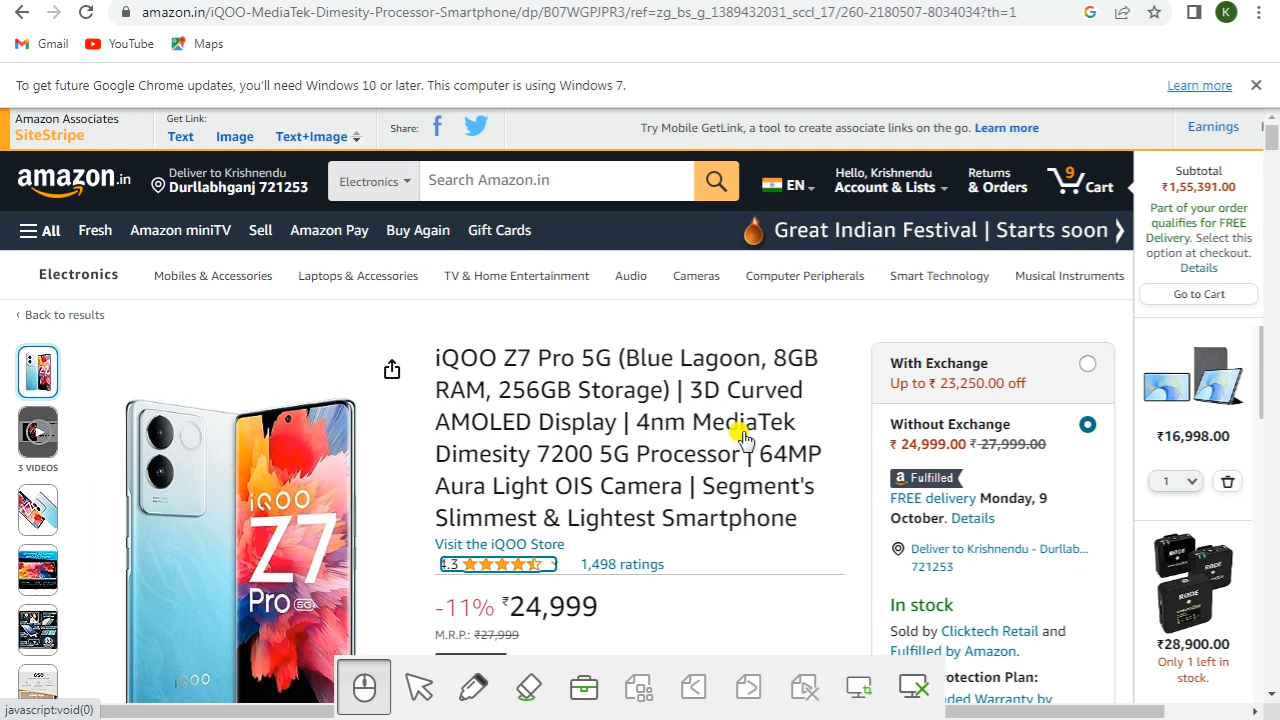 amazon.in/iQOO-MediaTek-Dimesity-Processor-Smartphone/dp/B07WGPJPR3/ref=zg_bs_g_1389432031_sccl_17/260-2180507-8034034?th=1
K
Gmail
YouTube
Maps
To get future Google Chrome updates, you'll need Windows 10 or later. This computer is using Windows 7.
Learn more
Amazon Associates
SiteStripe
Get Link:
Text
Image
Text+Image
Share:
Try Mobile GetLink, a tool to create associate links on the go. Learn more
Earnings
amazon.in
Deliver to Krishnendu
Durllabhganj 721253
Electronics
Search Amazon.in
EN
Hello, Krishnendu
Account & Lists
Returns
& Orders
9
Cart
All
Fresh
Amazon miniTV
Sell
Amazon Pay
Buy Again
Gift Cards
Great Indian Festival | Starts soon
Electronics
Mobiles & Accessories
Laptops & Accessories
TV & Home Entertainment
Audio
Cameras
Computer Peripherals
Smart Technology
Musical Instruments
Subtotal
₹1,55,391.00
Part of your order
qualifies for FREE
Delivery. Select this
option at checkout.
Details
Go to Cart
‹ Back to results
3 VIDEOS
iQOO
Z7
Pro 5G
iQOO
iQOO Z7 Pro 5G (Blue Lagoon, 8GB
RAM, 256GB Storage) | 3D Curved
AMOLED Display | 4nm MediaTek
Dimesity 7200 5G Processor | 64MP
Aura Light OIS Camera | Segment's
Slimmest & Lightest Smartphone
Visit the iQOO Store
4.3
1,498 ratings
-11% ₹24,999
M.R.P.: ₹27,999
With Exchange
Up to ₹ 23,250.00 off
Without Exchange
₹ 24,999.00 ₹ 27,999.00
a Fulfilled
FREE delivery Monday, 9
October. Details
Deliver to Krishnendu - Durllab...
721253
In stock
Sold by Clicktech Retail and
Fulfilled by Amazon.
otection Plan:
ded Warranty by
₹16,998.00
1
RØDE
RØDE
RØDE
₹28,900.00
Only 1 left in
stock.
javascript:void(0)